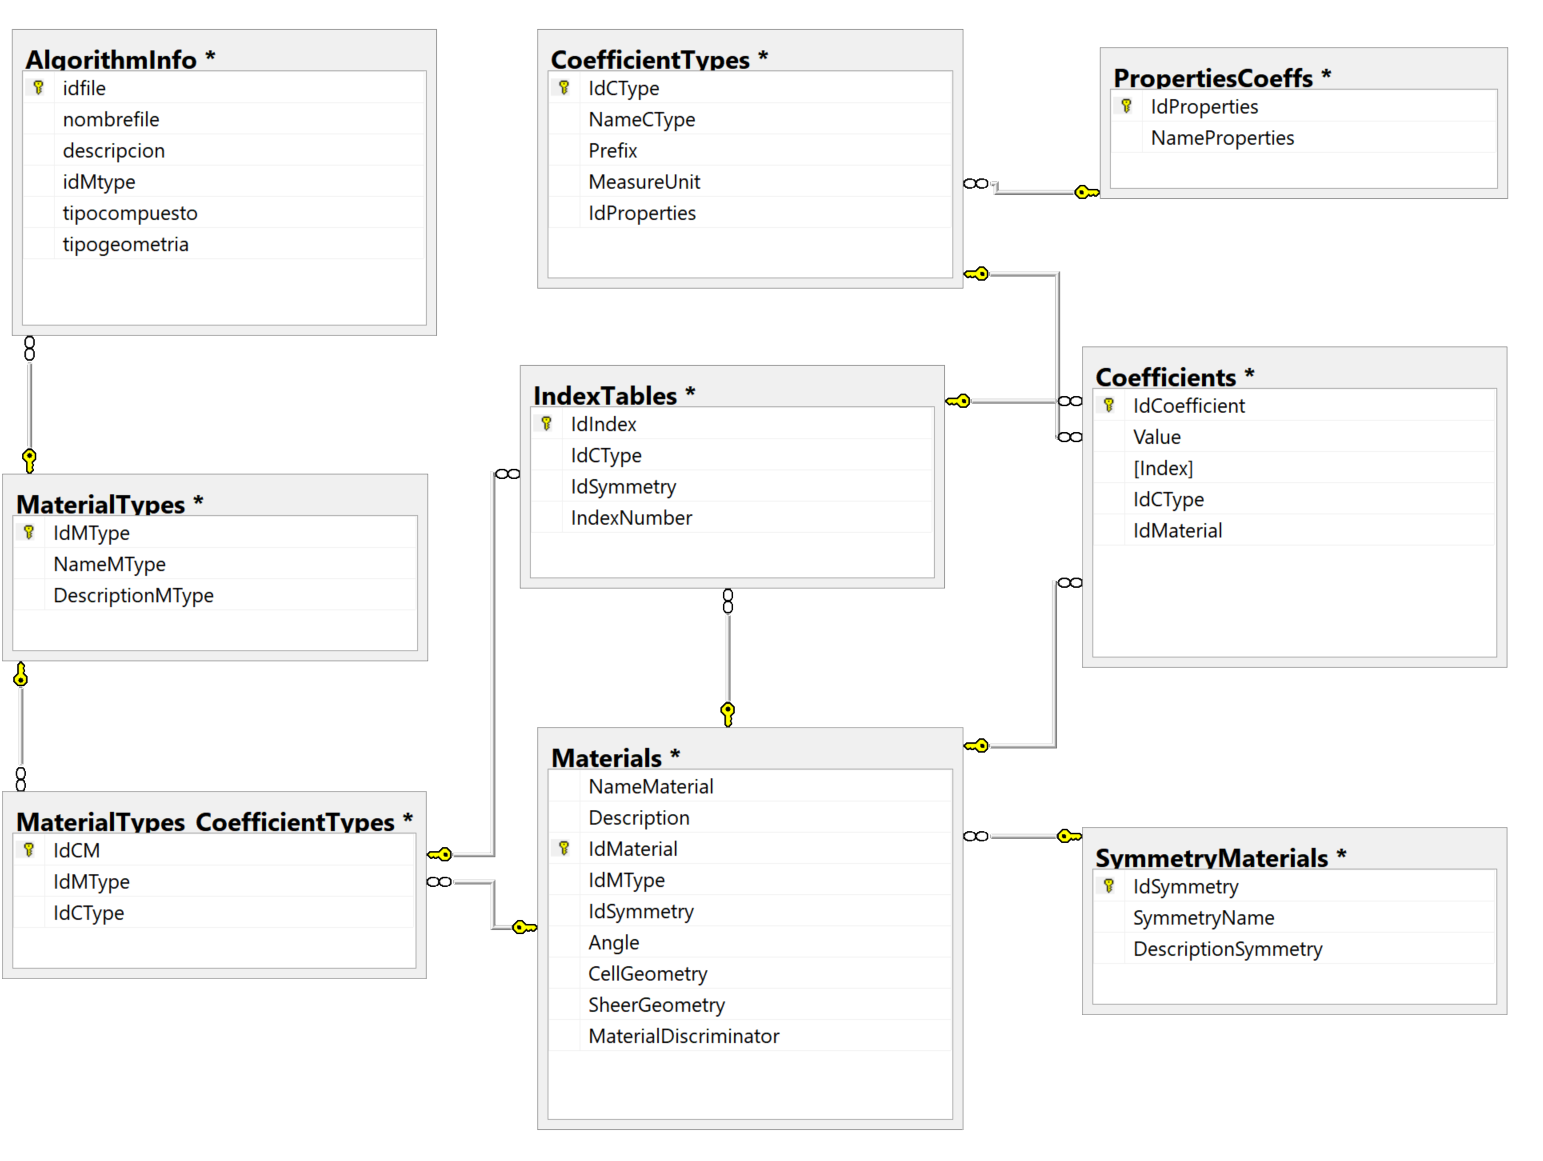 AlgorithmInfo *
idfile
nombrefile
descripcion
idMtype
tipocompuesto
tipogeometria
CoefficientTypes *
IdCType
NameCType
Prefix
MeasureUnit
IdProperties
PropertiesCoeffs *
IdProperties
NameProperties
IndexTables *
IdIndex
IdCType
IdSymmetry
IndexNumber
Coefficients *
IdCoefficient
Value
[Index]
IdCType
IdMaterial
MaterialTypes *
IdMType
NameMType
DescriptionMType
MaterialTypes_CoefficientTypes *
IdCM
IdMType
IdCType
Materials *
NameMaterial
Description
IdMaterial
IdMType
IdSymmetry
Angle
CellGeometry
SheerGeometry
MaterialDiscriminator
SymmetryMaterials *
IdSymmetry
SymmetryName
DescriptionSymmetry